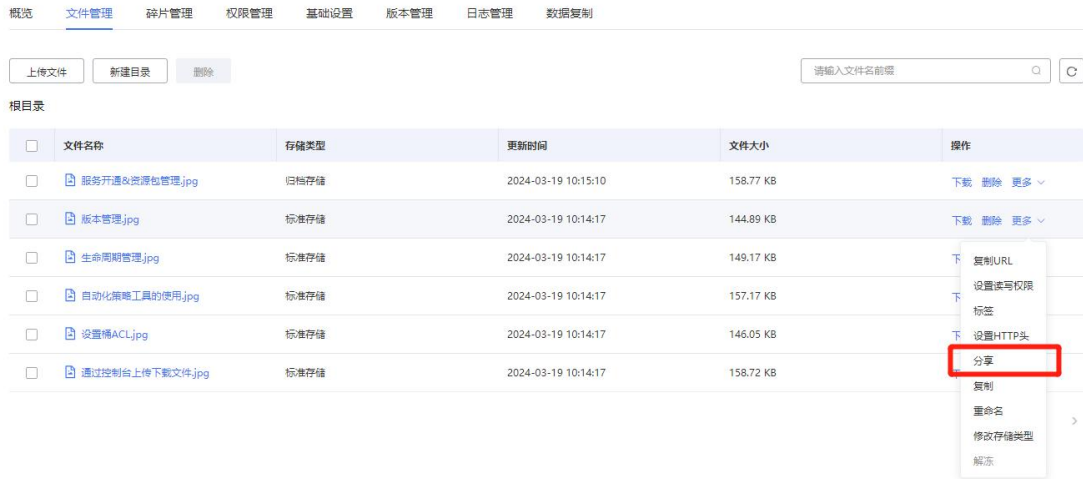 概览 文件管理 碎片管理 权限管理 基础设置 版本管理 日志管理 数据复制
上传文件 新建目录 删除 请输入文件名前缀
根目录
文件名称 存储类型 更新时间 文件大小 操作
服务开通&资源包管理.jpg 归档存储 2024-03-19 10:15:10 158.77 KB 下载 删除 更多
版本管理.jpg 标准存储 2024-03-19 10:14:17 144.89 KB 下载 删除 更多
生命周期管理.jpg 标准存储 2024-03-19 10:14:17 149.17 KB 下
复制URL
设置读写权限
自动化策略工具的使用.jpg 标准存储 2024-03-19 10:14:17 157.17 KB 下
标签
设置桶ACL.jpg 标准存储 2024-03-19 10:14:17 146.05 KB 下
设置HTTP头
分享
通过控制台上传下载文件.jpg 标准存储 2024-03-19 10:14:17 158.72 KB
复制
重命名
修改存储类型
解冻